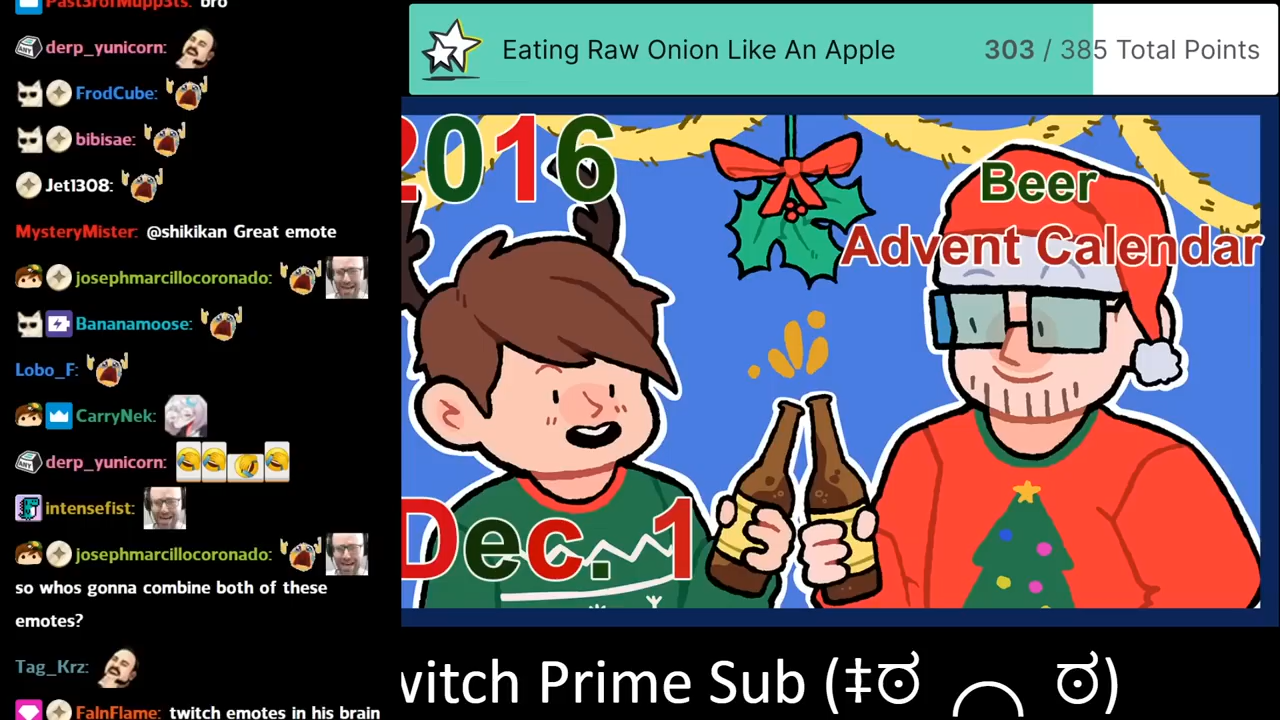 Past3rofMupp3ts: bro
derp_yunicorn:
FrodCube:
bibisae:
Jet1308:
MysteryMister: @shikikan Great emote
josephmarcillocoronado:
Bananamoose:
Lobo_F:
CarryNek:
derp_yunicorn:
intensefist:
josephmarcillocoronado:
so whos gonna combine both of these
emotes?
Tag_Krz:
FalnFlame: twitch emotes in his brain
Eating Raw Onion Like An Apple 303 / 385 Total Points
2016
Beer
Advent Calendar
Dec. 1
witch Prime Sub (‡ಠ ︵ ಠ)